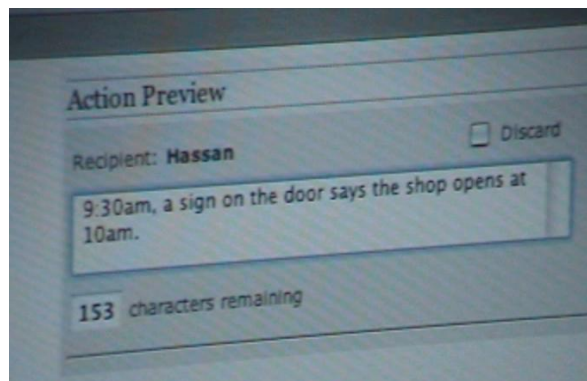 Action Preview
Recipient: Hassan
Discard
9:30am, a sign on the door says the shop opens at
10am.
153 characters remaining